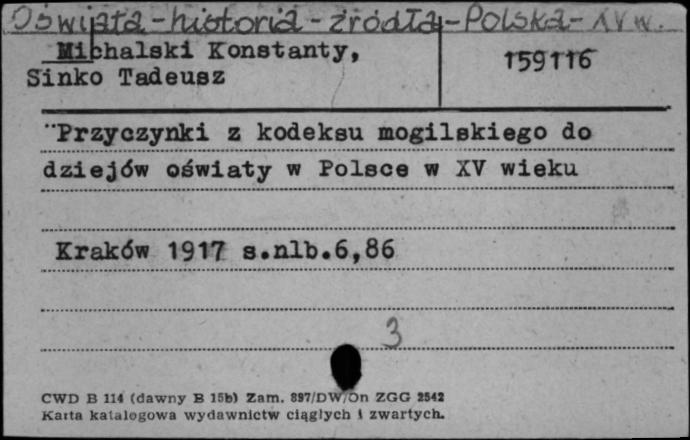 Oświata - historia - źródła - Polska - XV w.
Michalski Konstanty,
159116
Sinko Tadeusz
"Przyczynki z kodeksu mogilskiego do
dziejów oświaty w Polsce w XV wieku
Kraków 1917 s.nlb.6,86
3
CWD B 114 (dawny B 15b) Zam. 897/DW/On ZGG 2542
Karta katalogowa wydawnictw ciągłych i zwartych.